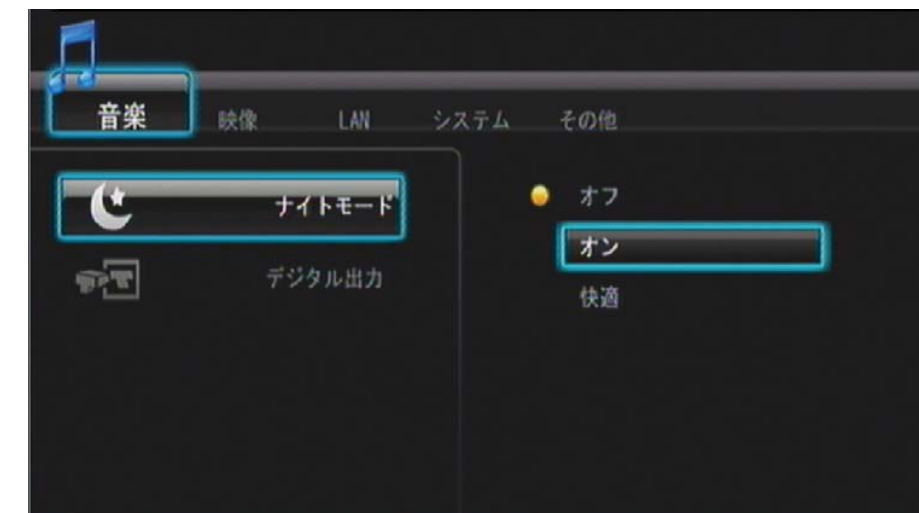 音楽 映像 LAN システム その他
ナイトモード
デジタル出力
オフ
オン
快適